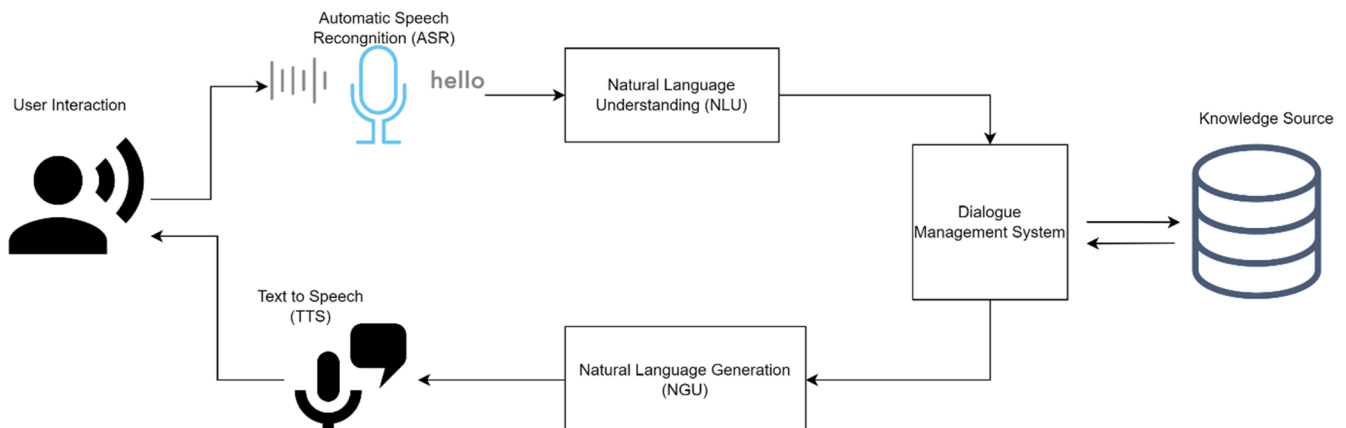 Automatic Speech
Recongnition (ASR)
hello
User Interaction
Natural Language
Understanding (NLU)
Knowledge Source
Dialogue
Management System
Text to Speech
(TTS)
Natural Language Generation
(NGU)